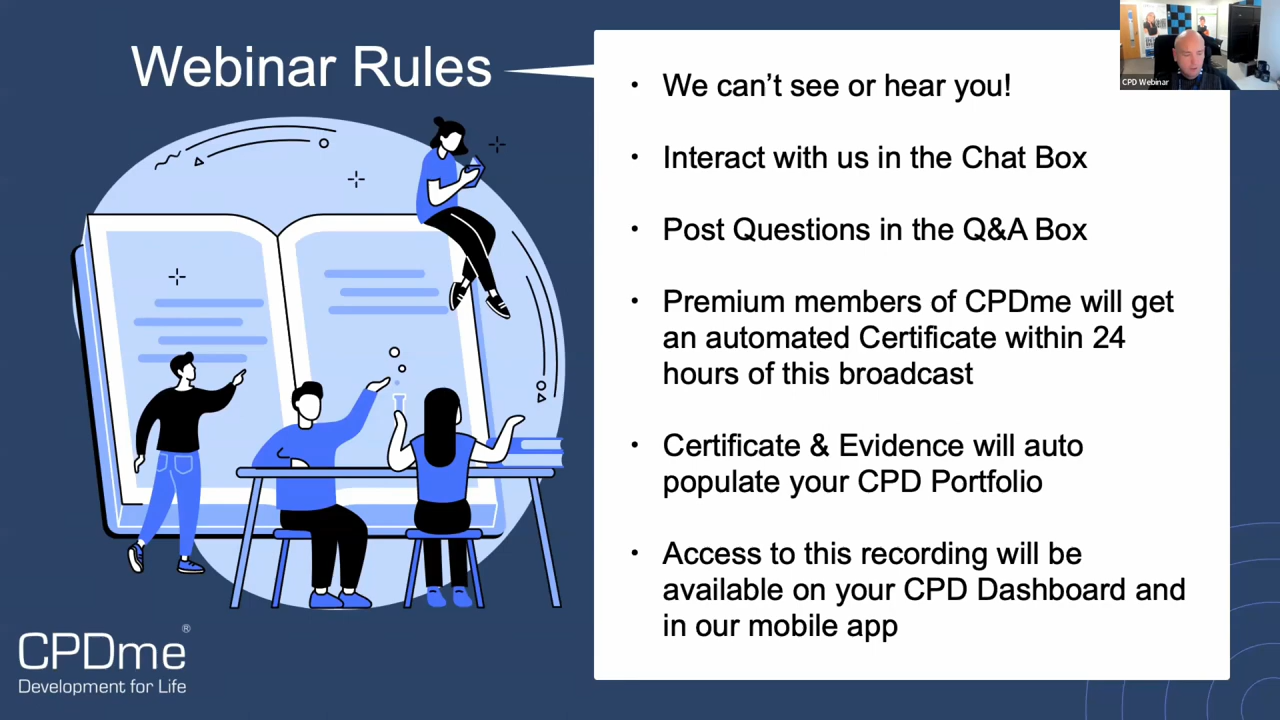 Webinar Rules
• We can’t see or hear you!
• Interact with us in the Chat Box
• Post Questions in the Q&A Box
• Premium members of CPDme will get
an automated Certificate within 24
hours of this broadcast
• Certificate & Evidence will auto
populate your CPD Portfolio
• Access to this recording will be
available on your CPD Dashboard and
in our mobile app
CPD Webinar
CPDme®
Development for Life